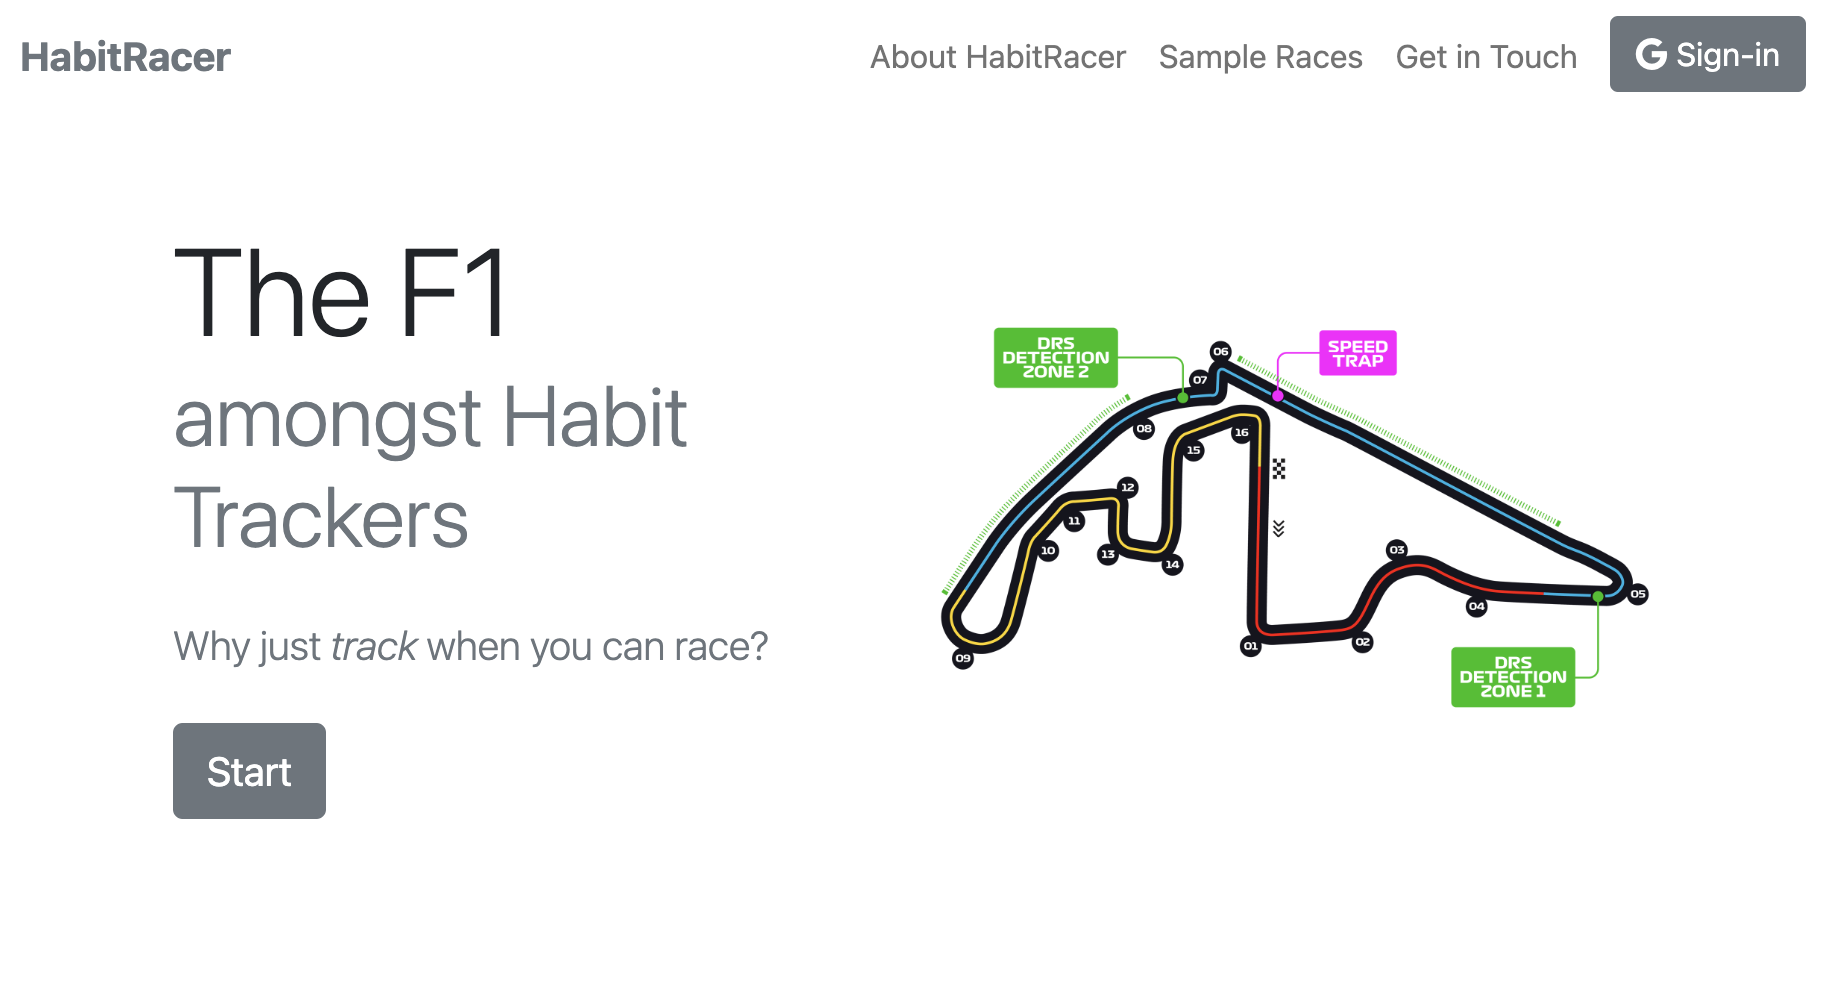 HabitRacer
About HabitRacer
Sample Races
Get in Touch
G Sign-in
The F1
amongst Habit
Trackers
Why just track when you can race?
Start
DRS
DETECTION
ZONE 2
SPEED
TRAP
06
07
08
16
15
12
11
10
13
14
03
04
05
09
01
02
DRS
DETECTION
ZONE 1